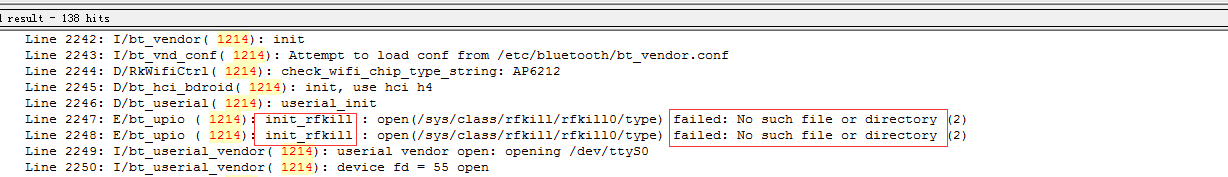 result - 138 hits
Line 2242: I/bt_vendor( 1214): init
Line 2243: I/bt_vnd_conf( 1214): Attempt to load conf from /etc/bluetooth/bt_vendor.conf
Line 2244: D/RkWifiCtrl( 1214): check_wifi_chip_type_string: AP6212
Line 2245: D/bt_hci_bdroid( 1214): init, use hci h4
Line 2246: D/bt_userial( 1214): userial_init
Line 2247: E/bt_upio ( 1214): init_rfkill : open(/sys/class/rfkill/rfkill0/type) failed: No such file or directory (2)
Line 2248: E/bt_upio ( 1214): init_rfkill : open(/sys/class/rfkill/rfkill0/type) failed: No such file or directory (2)
Line 2249: I/bt_userial_vendor( 1214): userial vendor open: opening /dev/ttyS0
Line 2250: I/bt_userial_vendor( 1214): device fd = 55 open